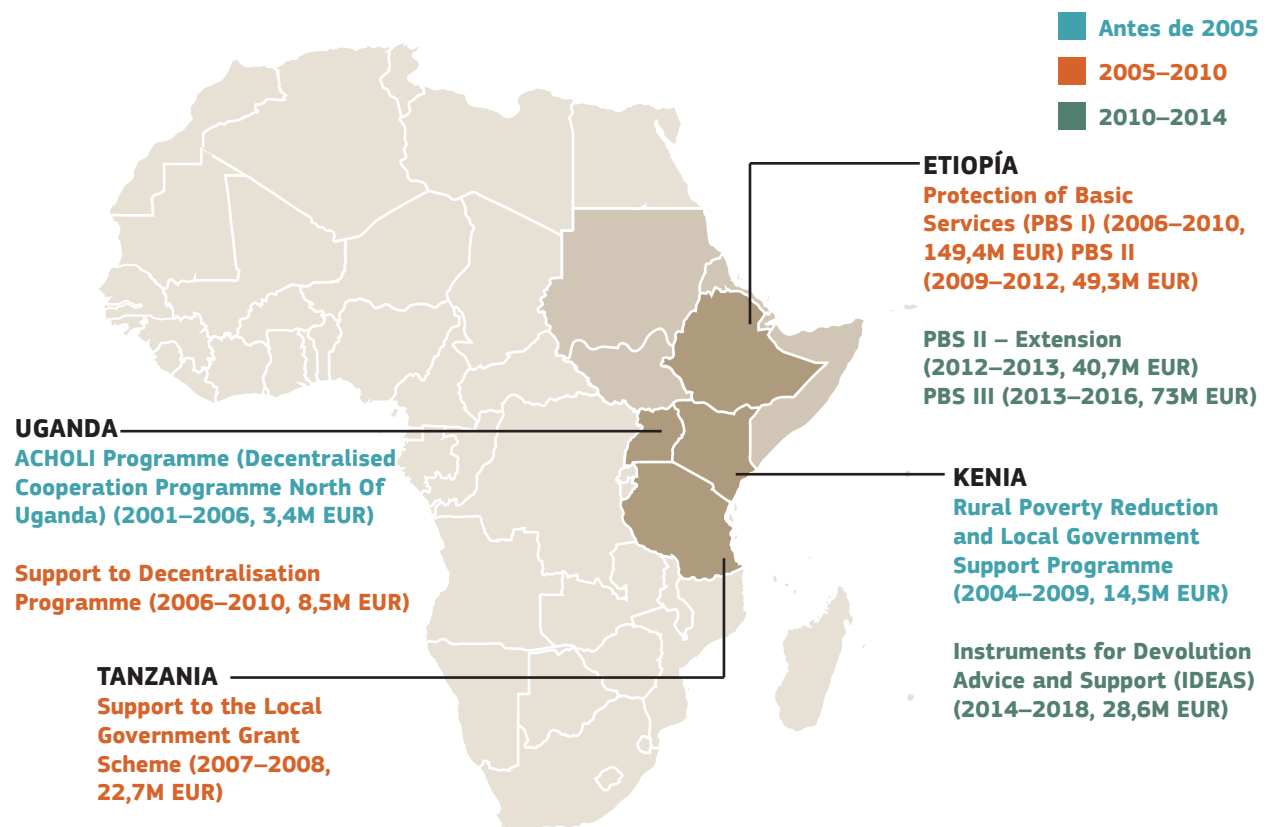 Antes de 2005
2005–2010
2010–2014
ETIOPÍA
Protection of Basic
Services (PBS I) (2006–2010,
149,4M EUR) PBS II
(2009–2012, 49,3M EUR)
PBS II – Extension
(2012–2013, 40,7M EUR)
PBS III (2013–2016, 73M EUR)
UGANDA
ACHOLI Programme (Decentralised
Cooperation Programme North Of
Uganda) (2001–2006, 3,4M EUR)
Support to Decentralisation
Programme (2006–2010, 8,5M EUR)
KENIA
Rural Poverty Reduction
and Local Government
Support Programme
(2004–2009, 14,5M EUR)
Instruments for Devolution
Advice and Support (IDEAS)
(2014–2018, 28,6M EUR)
TANZANIA
Support to the Local
Government Grant
Scheme (2007–2008,
22,7M EUR)